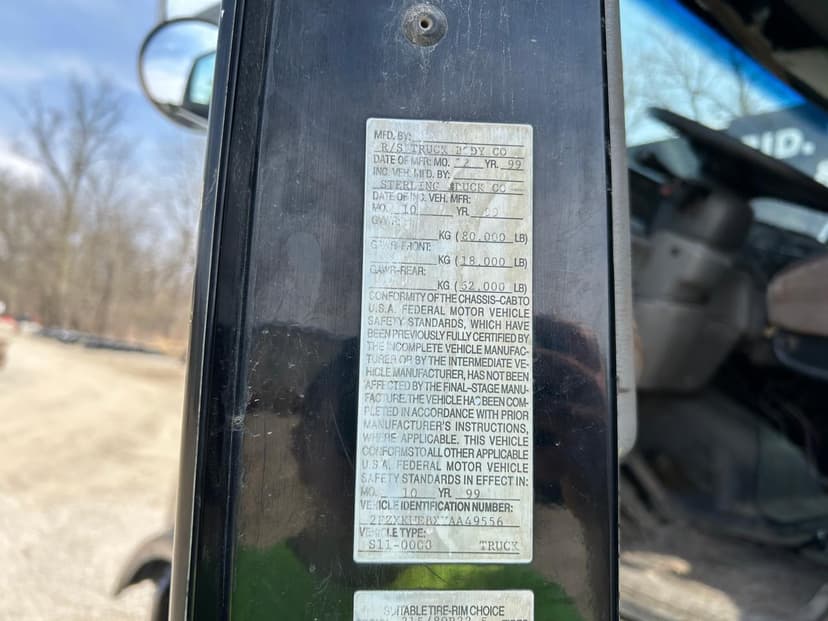 MFD. BY:
R/S TRUCK BODY CO
DATE OF MFR: MO. 12 YR. 99
INC. VEH. MFD. BY:
STERLING TRUCK CO
DATE OF INC. VEH. MFR:
MO. 10 YR.
GVWR:
KG (80,000 LB)
GAWR-FRONT:
KG (18,000 LB)
GAWR-REAR:
KG (52,000 LB)
CONFORMITY OF THE CHASSIS-CAB TO
U.S.A. FEDERAL MOTOR VEHICLE
SAFETY STANDARDS, WHICH HAVE
BEEN PREVIOUSLY FULLY CERTIFIED BY
THE INCOMPLETE VEHICLE MANUFAC-
TURER OR BY THE INTERMEDIATE VE-
HICLE MANUFACTURER, HAS NOT BEEN
AFFECTED BY THE FINAL-STAGE MANU-
FACTURE. THE VEHICLE HAS BEEN COM-
PLETED IN ACCORDANCE WITH PRIOR
MANUFACTURER'S INSTRUCTIONS,
WHERE APPLICABLE. THIS VEHICLE
CONFORMS TO ALL OTHER APPLICABLE
U.S.A. FEDERAL MOTOR VEHICLE
SAFETY STANDARDS IN EFFECT IN:
MO. 10 YR. 99
VEHICLE IDENTIFICATION NUMBER:
VEHICLE TYPE:
S11-0000 TRUCK
SUITABLE TIRE-RIM CHOICE